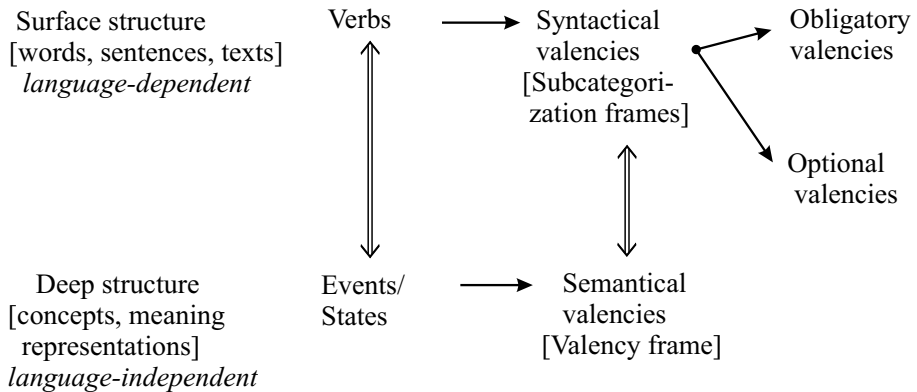 Surface structure
[words, sentences, texts]
language-dependent
Verbs
Syntactical
valencies
[Subcategori-
zation frames]
Obligatory
valencies
Optional
valencies
Deep structure
[concepts, meaning
representations]
language-independent
Events/
States
Semantical
valencies
[Valency frame]